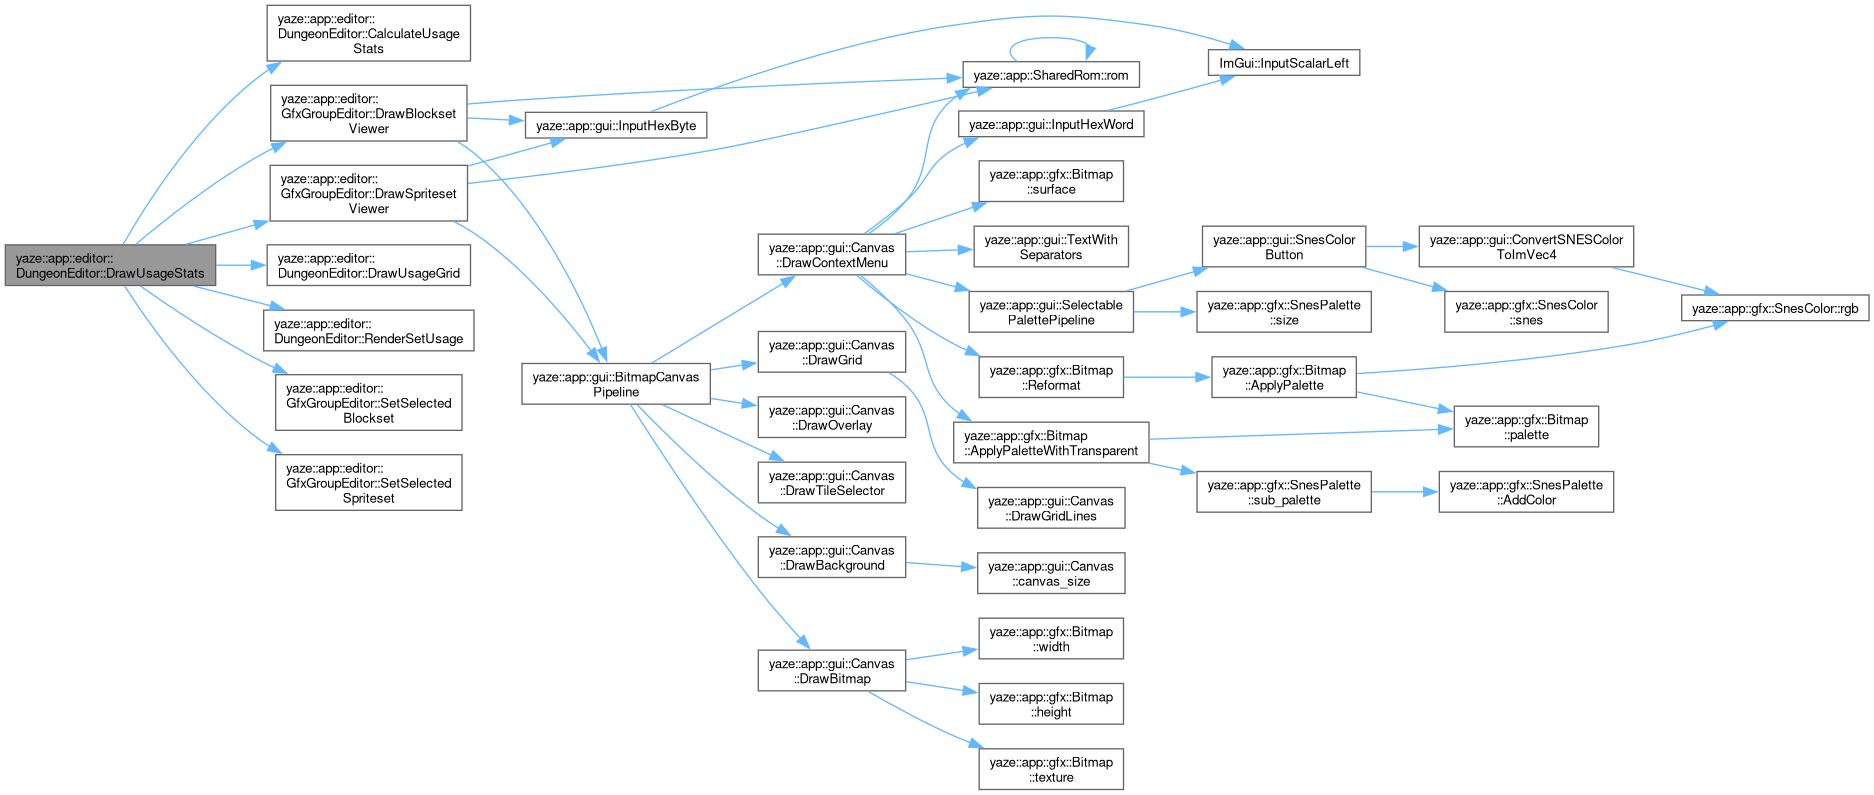 yaze::app::editor::
DungeonEditor::DrawUsageStats
yaze::app::editor::
DungeonEditor::CalculateUsage
Stats
yaze::app::editor::
GfxGroupEditor::DrawBlockset
Viewer
yaze::app::editor::
GfxGroupEditor::DrawSpriteset
Viewer
yaze::app::editor::
DungeonEditor::DrawUsageGrid
yaze::app::editor::
DungeonEditor::RenderSetUsage
yaze::app::editor::
GfxGroupEditor::SetSelected
Blockset
yaze::app::editor::
GfxGroupEditor::SetSelected
Spriteset
yaze::app::gui::InputHexByte
yaze::app::gui::BitmapCanvas
Pipeline
yaze::app::gui::Canvas
::DrawContextMenu
yaze::app::gui::Canvas
::DrawGrid
yaze::app::gui::Canvas
::DrawOverlay
yaze::app::gui::Canvas
::DrawTileSelector
yaze::app::gui::Canvas
::DrawBackground
yaze::app::gui::Canvas
::DrawBitmap
yaze::app::SharedRom::rom
yaze::app::gui::InputHexWord
yaze::app::gfx::Bitmap
::surface
yaze::app::gui::TextWith
Separators
yaze::app::gui::Selectable
PalettePipeline
yaze::app::gfx::Bitmap
::Reformat
yaze::app::gfx::Bitmap
::ApplyPaletteWithTransparent
yaze::app::gui::Canvas
::DrawGridLines
yaze::app::gui::Canvas
::canvas_size
yaze::app::gfx::Bitmap
::width
yaze::app::gfx::Bitmap
::height
yaze::app::gfx::Bitmap
::texture
ImGui::InputScalarLeft
yaze::app::gui::SnesColor
Button
yaze::app::gfx::SnesPalette
::size
yaze::app::gfx::Bitmap
::ApplyPalette
yaze::app::gfx::SnesPalette
::sub_palette
yaze::app::gui::ConvertSNESColor
ToImVec4
yaze::app::gfx::SnesColor
::snes
yaze::app::gfx::Bitmap
::palette
yaze::app::gfx::SnesPalette
::AddColor
yaze::app::gfx::SnesColor::rgb